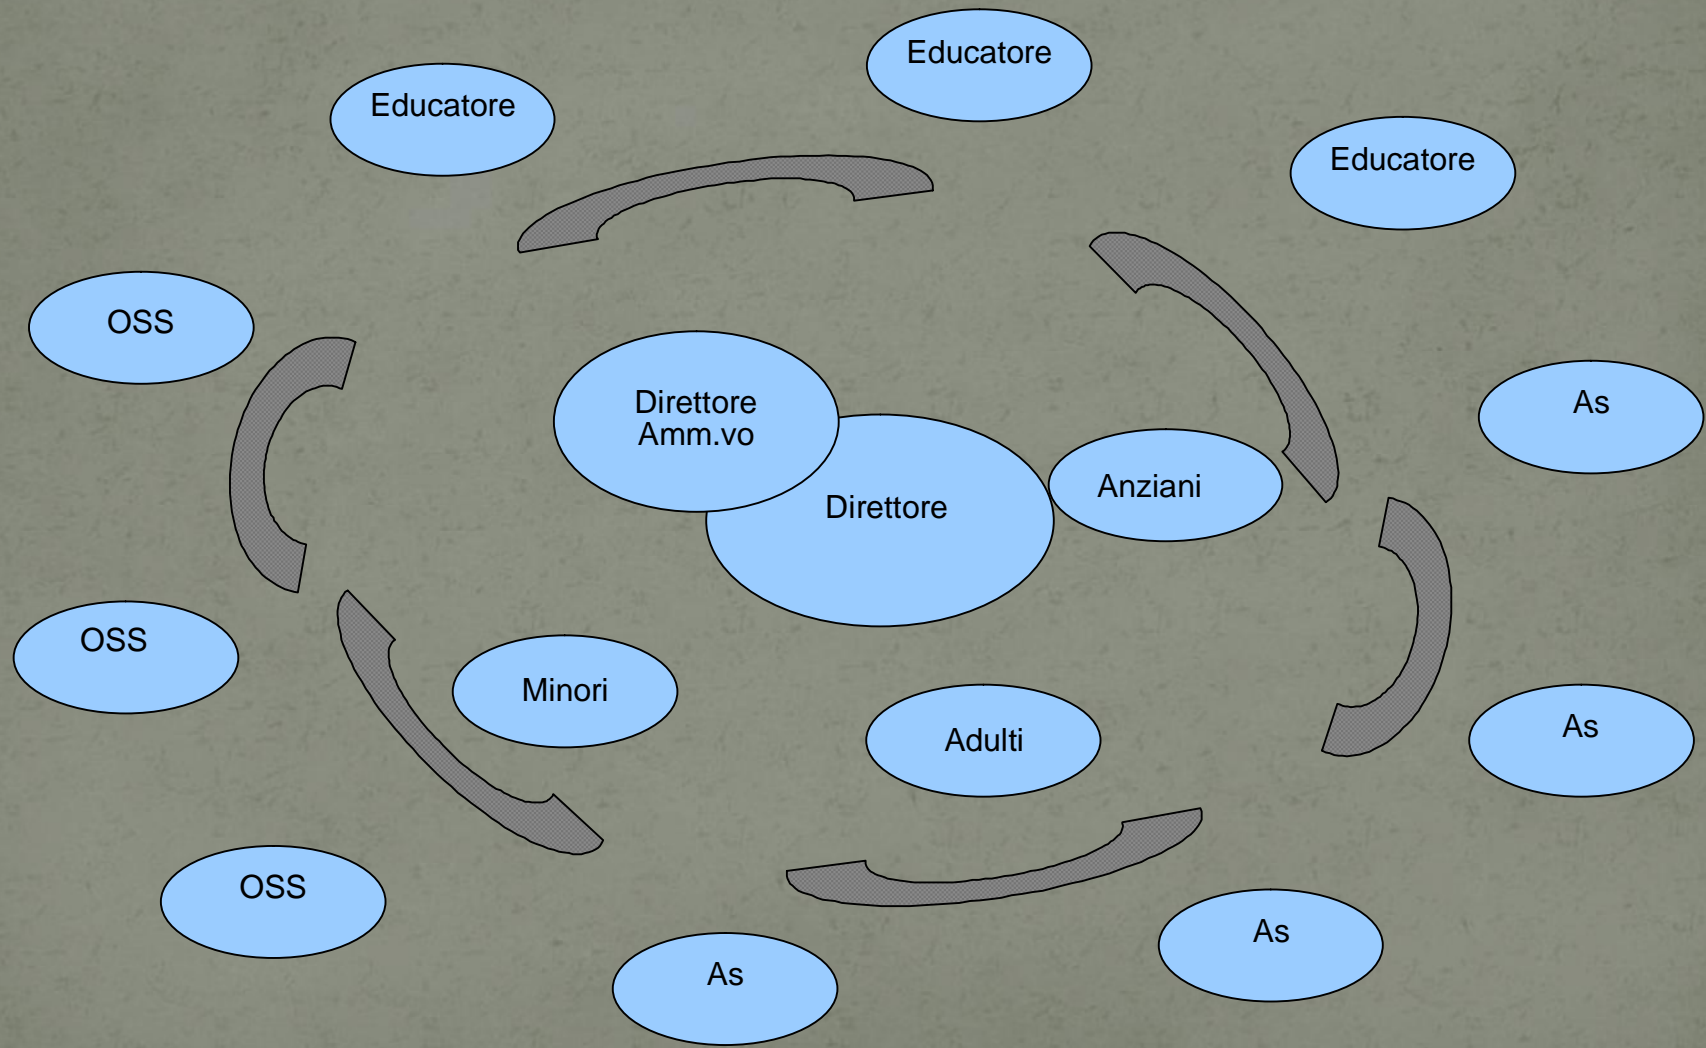 Educatore
Educatore
Educatore
OSS
As
Direttore
Amm.vo
Anziani
Direttore
OSS
Minori
As
Adulti
OSS
As
As